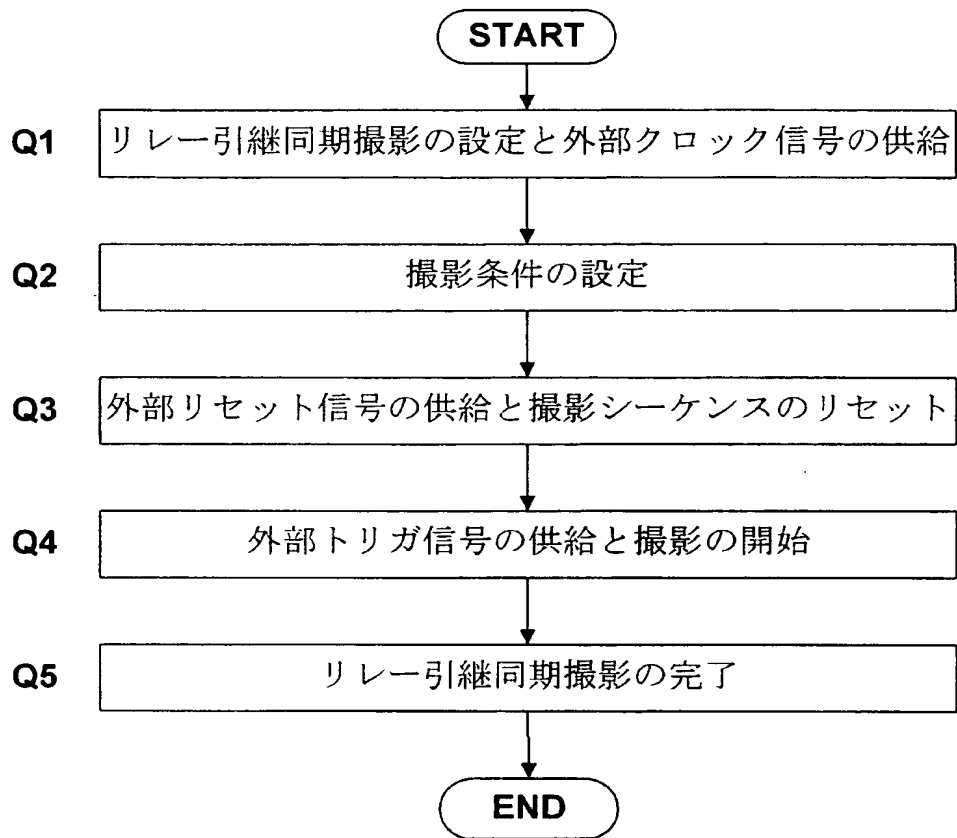 START
Q1 リレー引継同期撮影の設定と外部クロック信号の供給
Q2 撮影条件の設定
Q3 外部リセット信号の供給と撮影シーケンスのリセット
Q4 外部トリガ信号の供給と撮影の開始
Q5 リレー引継同期撮影の完了
END